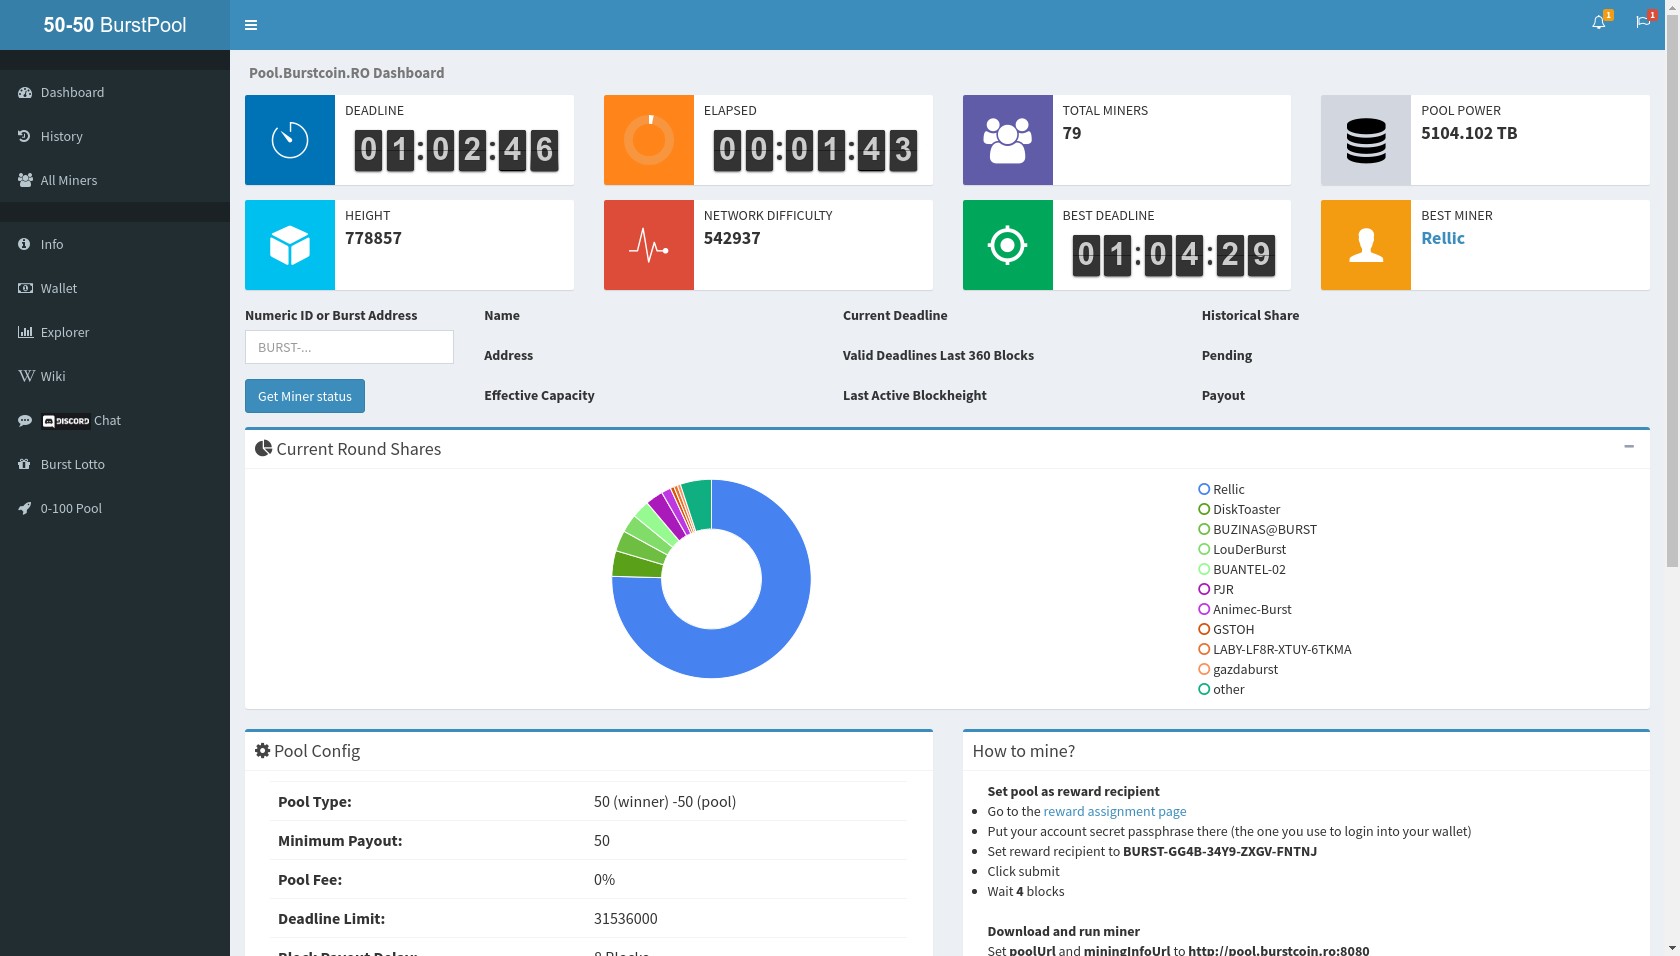 50-50 BurstPool
1
1
Dashboard
History
All Miners
Info
Wallet
Explorer
Wiki
DISCORD Chat
Burst Lotto
0-100 Pool
Pool.Burstcoin.RO Dashboard
DEADLINE
01:02:46
ELAPSED
00:01:43
TOTAL MINERS
79
POOL POWER
5104.102 TB
HEIGHT
778857
NETWORK DIFFICULTY
542937
BEST DEADLINE
01:04:29
BEST MINER
Rellic
Numeric ID or Burst Address
BURST-...
Get Miner status
Name
Address
Effective Capacity
Current Deadline
Valid Deadlines Last 360 Blocks
Last Active Blockheight
Historical Share
Pending
Payout
Current Round Shares
Rellic
DiskToaster
BUZINAS@BURST
LouDerBurst
BUANTEL-02
PJR
Animec-Burst
GSTOH
LABY-LF8R-XTUY-6TKMA
gazdaburst
other
Pool Config
Pool Type: 50 (winner) -50 (pool)
Minimum Payout: 50
Pool Fee: 0%
Deadline Limit: 31536000
Block Payout Delay: 8 Blocks
How to mine?
Set pool as reward recipient
Go to the reward assignment page
Put your account secret passphrase there (the one you use to login into your wallet)
Set reward recipient to BURST-GG4B-34Y9-ZXGV-FNTNJ
Click submit
Wait 4 blocks
Download and run miner
Set poolUrl and miningInfoUrl to http://pool.burstcoin.ro:8080